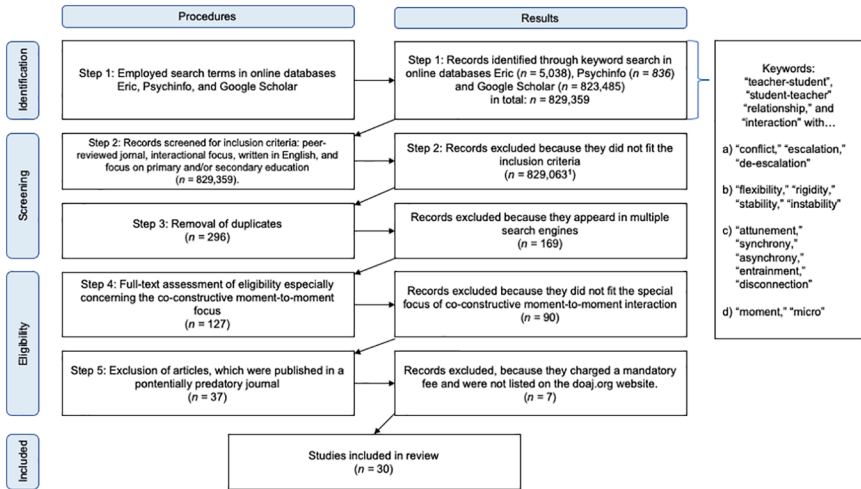 Procedures
Results
Identification
Step 1: Employed search terms in online databases
Eric, Psychinfo, and Google Scholar
Step 1: Records identified through keyword search in
online databases Eric (n = 5,038), Psychinfo (n = 836)
and Google Scholar (n = 823,485)
in total: n = 829,359
Keywords:
“teacher-student”,
“student-teacher”
“relationship,” and
“interaction” with…
a) “conflict,” “escalation,”
“de-escalation”
b) “flexibility,” “rigidity,
“stability,” “instability”
c) “attunement,”
“synchrony,”
“asynchrony,”
“entrainment,”
“disconnection”
d) “moment,” “micro”
Screening
Step 2: Records screened for inclusion criteria: peer-
reviewed jornal, interactional focus, written in English, and
focus on primary and/or secondary education
(n = 829,359).
Step 2: Records excluded because they did not fit the
inclusion criteria
(n = 829,063¹)
Step 3: Removal of duplicates
(n = 296)
Records excluded because they appeard in multiple
search engines
(n = 169)
Eligibility
Step 4: Full-text assessment of eligibility especially
concerning the co-constructive moment-to-moment
focus
(n = 127)
Records excluded because they did not fit the special
focus of co-constructive moment-to-moment interaction
(n = 90)
Step 5: Exclusion of articles, which were published in a
pontentially predatory journal
(n = 37)
Records excluded, because they charged a mandatory
fee and were not listed on the doaj.org website.
(n = 7)
Included
Studies included in review
(n = 30)